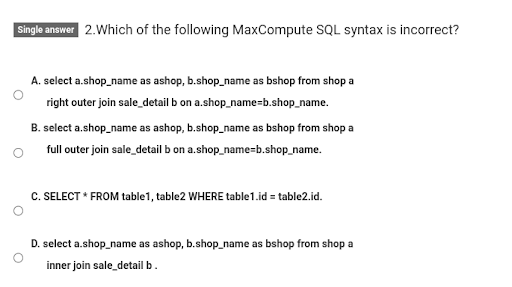 Single answer 2.Which of the following MaxCompute SQL syntax is incorrect?
A. select a.shop_name as ashop, b.shop_name as bshop from shop a
right outer join sale_detail b on a.shop_name=b.shop_name.
B. select a.shop_name as ashop, b.shop_name as bshop from shop a
full outer join sale_detail b on a.shop_name=b.shop_name.
C. SELECT * FROM table1, table2 WHERE table1.id = table2.id.
D. select a.shop_name as ashop, b.shop_name as bshop from shop a
inner join sale_detail b .